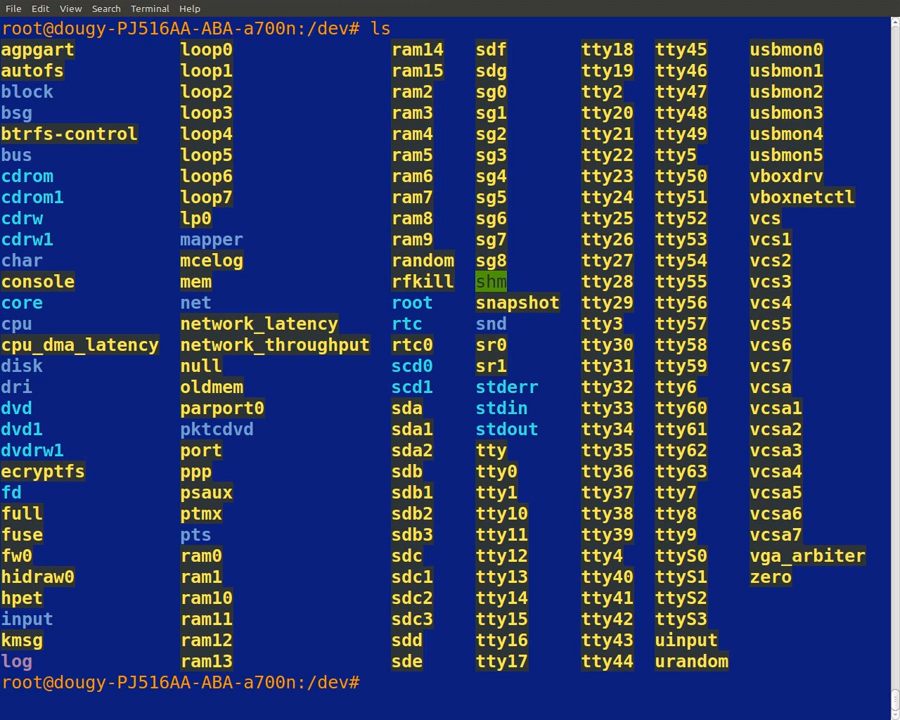 File Edit View Search Terminal Help
root@dougy-PJ516AA-ABA-a700n:/dev# ls
agpgart loop0 ram14 sdf tty18 tty45 usbmon0
autofs loop1 ram15 sdg tty19 tty46 usbmon1
block loop2 ram2 sg0 tty2 tty47 usbmon2
bsg loop3 ram3 sg1 tty20 tty48 usbmon3
btrfs-control loop4 ram4 sg2 tty21 tty49 usbmon4
bus loop5 ram5 sg3 tty22 tty5 usbmon5
cdrom loop6 ram6 sg4 tty23 tty50 vboxdrv
cdrom1 loop7 ram7 sg5 tty24 tty51 vboxnetctl
cdrw lp0 ram8 sg6 tty25 tty52 vcs
cdrw1 mapper ram9 sg7 tty26 tty53 vcs1
char mcelog random sg8 tty27 tty54 vcs2
console mem rfkill shm tty28 tty55 vcs3
core net root snapshot tty29 tty56 vcs4
cpu network_latency rtc snd tty3 tty57 vcs5
cpu_dma_latency network_throughput rtc0 sr0 tty30 tty58 vcs6
disk null scd0 sr1 tty31 tty59 vcs7
dri oldmem scd1 stderr tty32 tty6 vcsa
dvd parport0 sda stdin tty33 tty60 vcsa1
dvd1 pktcdvd sda1 stdout tty34 tty61 vcsa2
dvdrw1 port sda2 tty tty35 tty62 vcsa3
ecryptfs ppp sdb tty0 tty36 tty63 vcsa4
fd psaux sdb1 tty1 tty37 tty7 vcsa5
full ptmx sdb2 tty10 tty38 tty8 vcsa6
fuse pts sdb3 tty11 tty39 tty9 vcsa7
fw0 ram0 sdc tty12 tty4 ttyS0 vga_arbiter
hidraw0 ram1 sdc1 tty13 tty40 ttyS1 zero
hpet ram10 sdc2 tty14 tty41 ttyS2
input ram11 sdc3 tty15 tty42 ttyS3
kmsg ram12 sdd tty16 tty43 uinput
log ram13 sde tty17 tty44 urandom
root@dougy-PJ516AA-ABA-a700n:/dev#